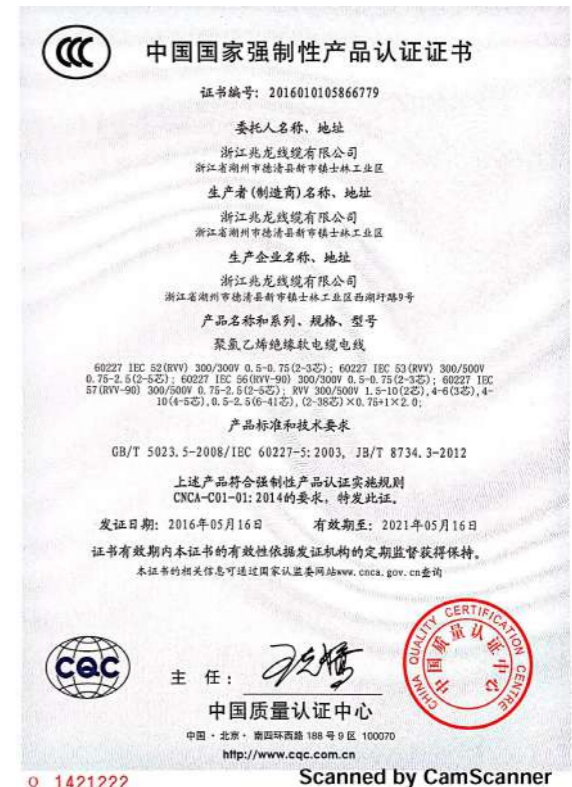 CCC
中国国家强制性产品认证证书
证书编号：2016010105866779
委托人名称、地址
浙江兆龙线缆有限公司
浙江省湖州市德清县新市镇士林工业区
生产者(制造商)名称、地址
浙江兆龙线缆有限公司
浙江省湖州市德清县新市镇士林工业区
生产企业名称、地址
浙江兆龙线缆有限公司
浙江省湖州市德清县新市镇士林工业区西湖圩路9号
产品名称和系列、规格、型号
聚氯乙烯绝缘软电缆电线
60227 IEC 52(RVV) 300/300V 0.5-0.75(2-3芯); 60227 IEC 53(RVV) 300/500V
0.75-2.5(2-5芯); 60227 IEC 56(RVV-90) 300/300V 0.5-0.75(2-3芯); 60227 IEC
57(RVV-90) 300/500V 0.75-2.5(2-5芯); RVV 300/500V 1.5-10(2芯),4-6(3芯),4-
10(4-5芯),0.5-2.5(6-41芯),(2-38芯)×0.75+1×2.0;
产品标准和技术要求
GB/T 5023.5-2008/IEC 60227-5:2003, JB/T 8734.3-2012
上述产品符合强制性产品认证实施规则
CNCA-C01-01:2014的要求，特发此证。
发证日期：2016年05月16日 有效期至：2021年05月16日
证书有效期内本证书的有效性依据发证机构的定期监督获得保持。
本证书的相关信息可通过国家认监委网站www.cnca.gov.cn查询
CQC
主 任：
CHINA QUALITY CERTIFICATION CENTRE
中国质量认证中心
中国质量认证中心
中国·北京·南四环西路 188 号 9 区 100070
http://www.cqc.com.cn
1421222
Scanned by CamScanner